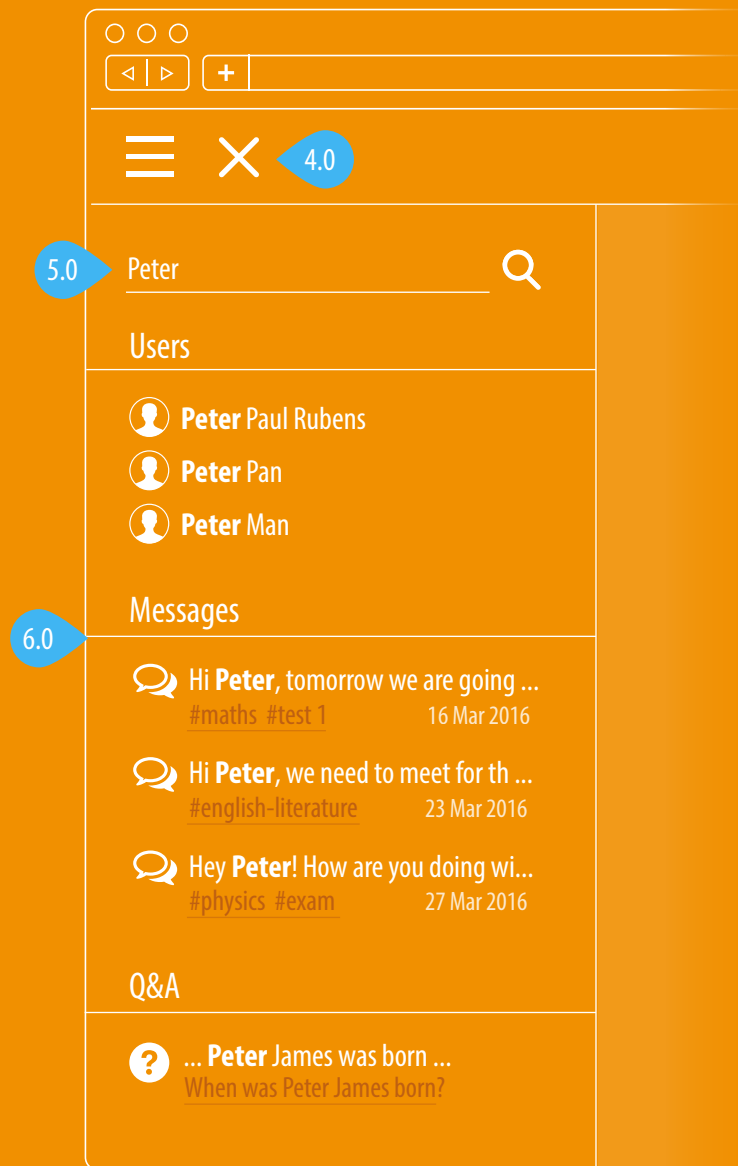 4.0
5.0
Peter
Users
Peter Paul Rubens
Peter Pan
Peter Man
Messages
6.0
Hi Peter, tomorrow we are going ...
#maths #test 1 16 Mar 2016
Hi Peter, we need to meet for th ...
#english-literature 23 Mar 2016
Hey Peter! How are you doing wi...
#physics #exam 27 Mar 2016
Q&A
... Peter James was born ...
When was Peter James born?